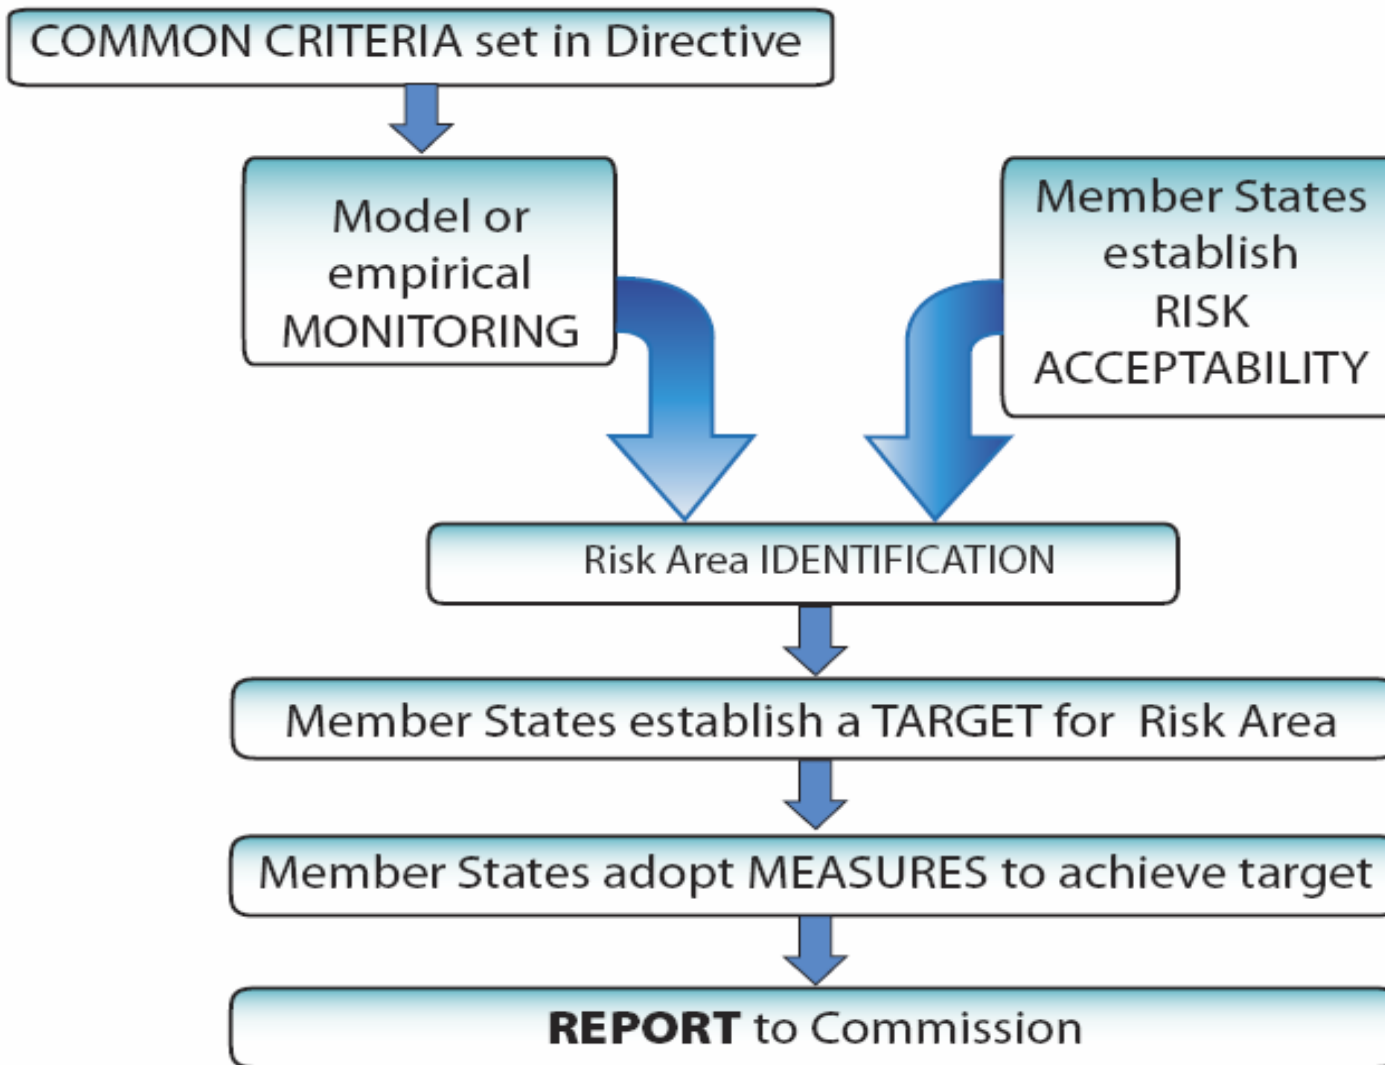 COMMON CRITERIA set in Directive
Model or
empirical
MONITORING
Member States
establish
RISK
ACCEPTABILITY
Risk Area IDENTIFICATION
Member States establish a TARGET for Risk Area
Member States adopt MEASURES to achieve target
REPORT to Commission